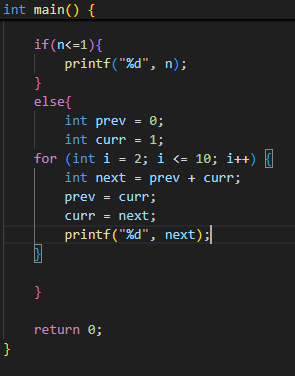 int main() {
if(n<=1){
printf("%d", n);
}
else{
int prev = 0;
int curr = 1;
for (int i = 2; i <= 10; i++) {
int next = prev + curr;
prev = curr;
curr = next;
printf("%d", next);
}
}
return 0;
}